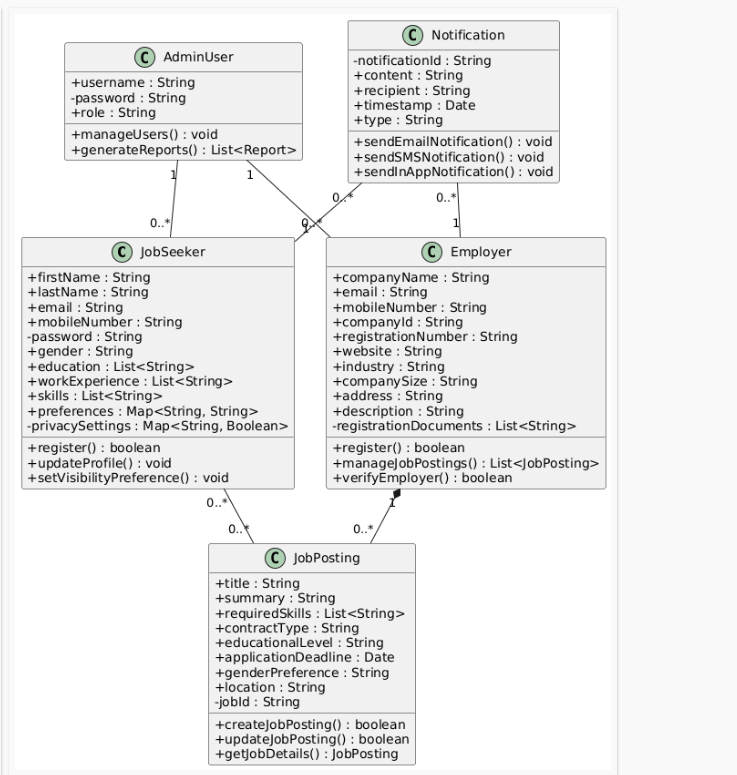 C AdminUser
+username : String
-password : String
+role : String
+manageUsers() : void
+generateReports() : List<Report>
C Notification
-notificationId : String
+content : String
+recipient : String
+timestamp : Date
+type : String
+sendEmailNotification() : void
+sendSMSNotification() : void
+sendInAppNotification() : void
1
1
0..*
0..*
0..*
0..*
1
1
C JobSeeker
+firstName : String
+lastName : String
+email : String
+mobileNumber : String
-password : String
+gender : String
+education : List<String>
+workExperience : List<String>
+skills : List<String>
+preferences : Map<String, String>
-privacySettings : Map<String, Boolean>
+register() : boolean
+updateProfile() : void
+setVisibilityPreference() : void
C Employer
+companyName : String
+email : String
+mobileNumber : String
+companyId : String
+registrationNumber : String
+website : String
+industry : String
+companySize : String
+address : String
+description : String
-registrationDocuments : List<String>
+register() : boolean
+manageJobPostings() : List<JobPosting>
+verifyEmployer() : boolean
0..*
1
0..*
0..*
C JobPosting
+title : String
+summary : String
+requiredSkills : List<String>
+contractType : String
+educationalLevel : String
+applicationDeadline : Date
+genderPreference : String
+location : String
-jobId : String
+createJobPosting() : boolean
+updateJobPosting() : boolean
+getJobDetails() : JobPosting